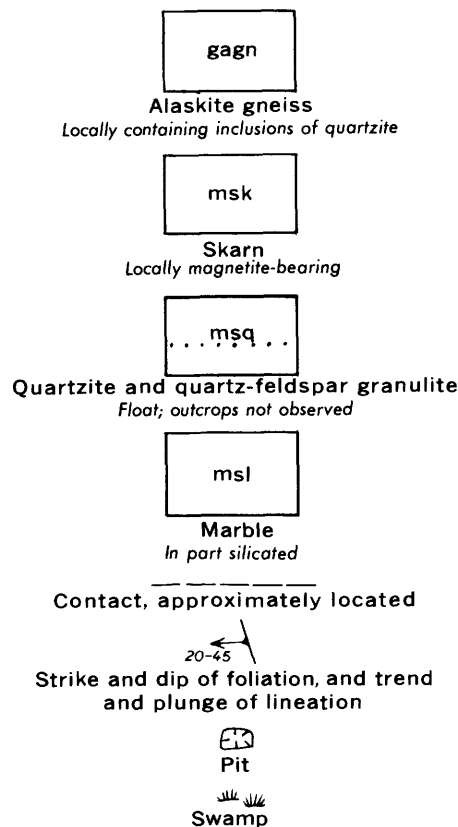 gagn
Alaskite gneiss
Locally containing inclusions of quartzite
msk
Skarn
Locally magnetite-bearing
msq
Quartzite and quartz-feldspar granulite
Float; outcrops not observed
msl
Marble
In part silicated
Contact, approximately located
20-45
Strike and dip of foliation, and trend
and plunge of lineation
Pit
Swamp